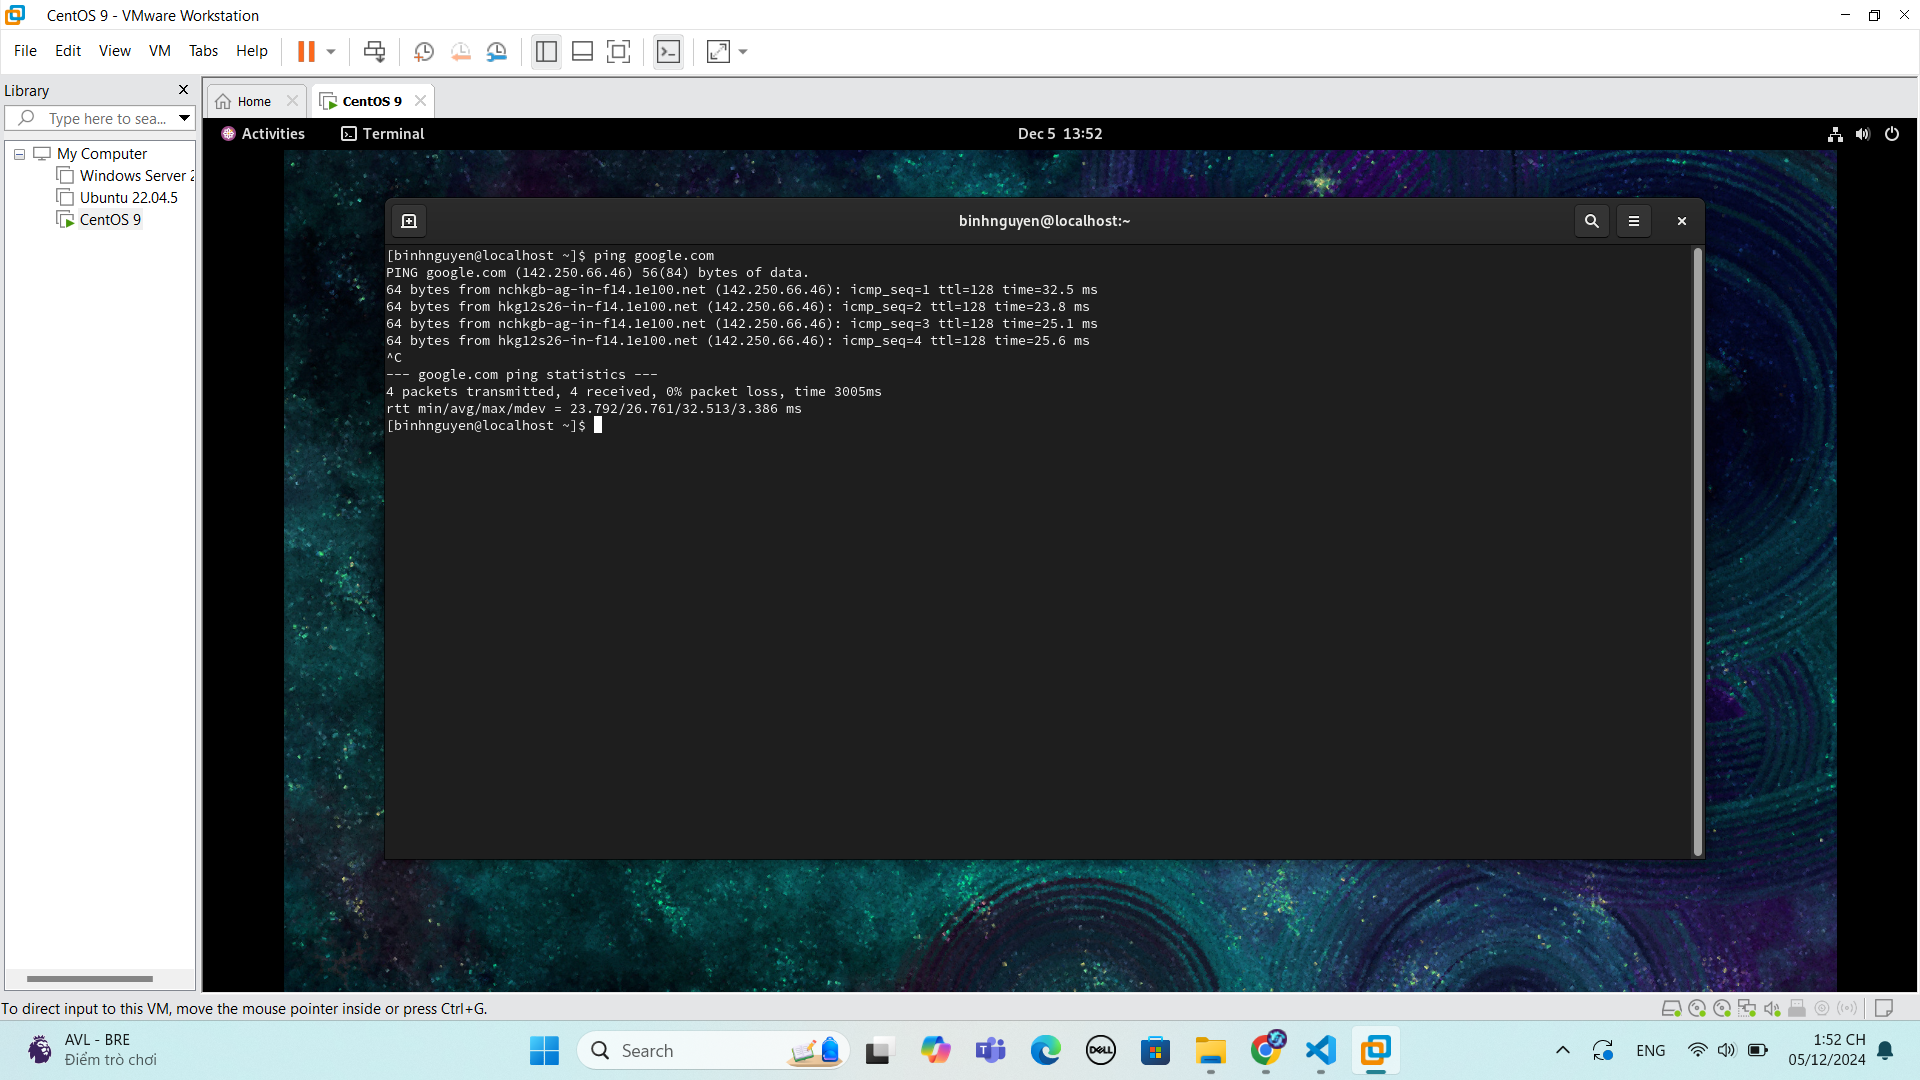 CentOS 9 - VMware Workstation
File Edit View VM Tabs Help
Library
Type here to sea...
My Computer
Windows Server 2
Ubuntu 22.04.5
CentOS 9
Home
CentOS 9
Activities
Terminal
Dec 5 13:52
binhnguyen@localhost:~
[binhnguyen@localhost ~]$ ping google.com
PING google.com (142.250.66.46) 56(84) bytes of data.
64 bytes from nchkgb-ag-in-f14.1e100.net (142.250.66.46): icmp_seq=1 ttl=128 time=32.5 ms
64 bytes from hkg12s26-in-f14.1e100.net (142.250.66.46): icmp_seq=2 ttl=128 time=23.8 ms
64 bytes from nchkgb-ag-in-f14.1e100.net (142.250.66.46): icmp_seq=3 ttl=128 time=25.1 ms
64 bytes from hkg12s26-in-f14.1e100.net (142.250.66.46): icmp_seq=4 ttl=128 time=25.6 ms
^C
--- google.com ping statistics ---
4 packets transmitted, 4 received, 0% packet loss, time 3005ms
rtt min/avg/max/mdev = 23.792/26.761/32.513/3.386 ms
[binhnguyen@localhost ~]$
To direct input to this VM, move the mouse pointer inside or press Ctrl+G.
AVL - BRE
Điểm trò chơi
Search
DELL
ENG
1:52 CH
05/12/2024